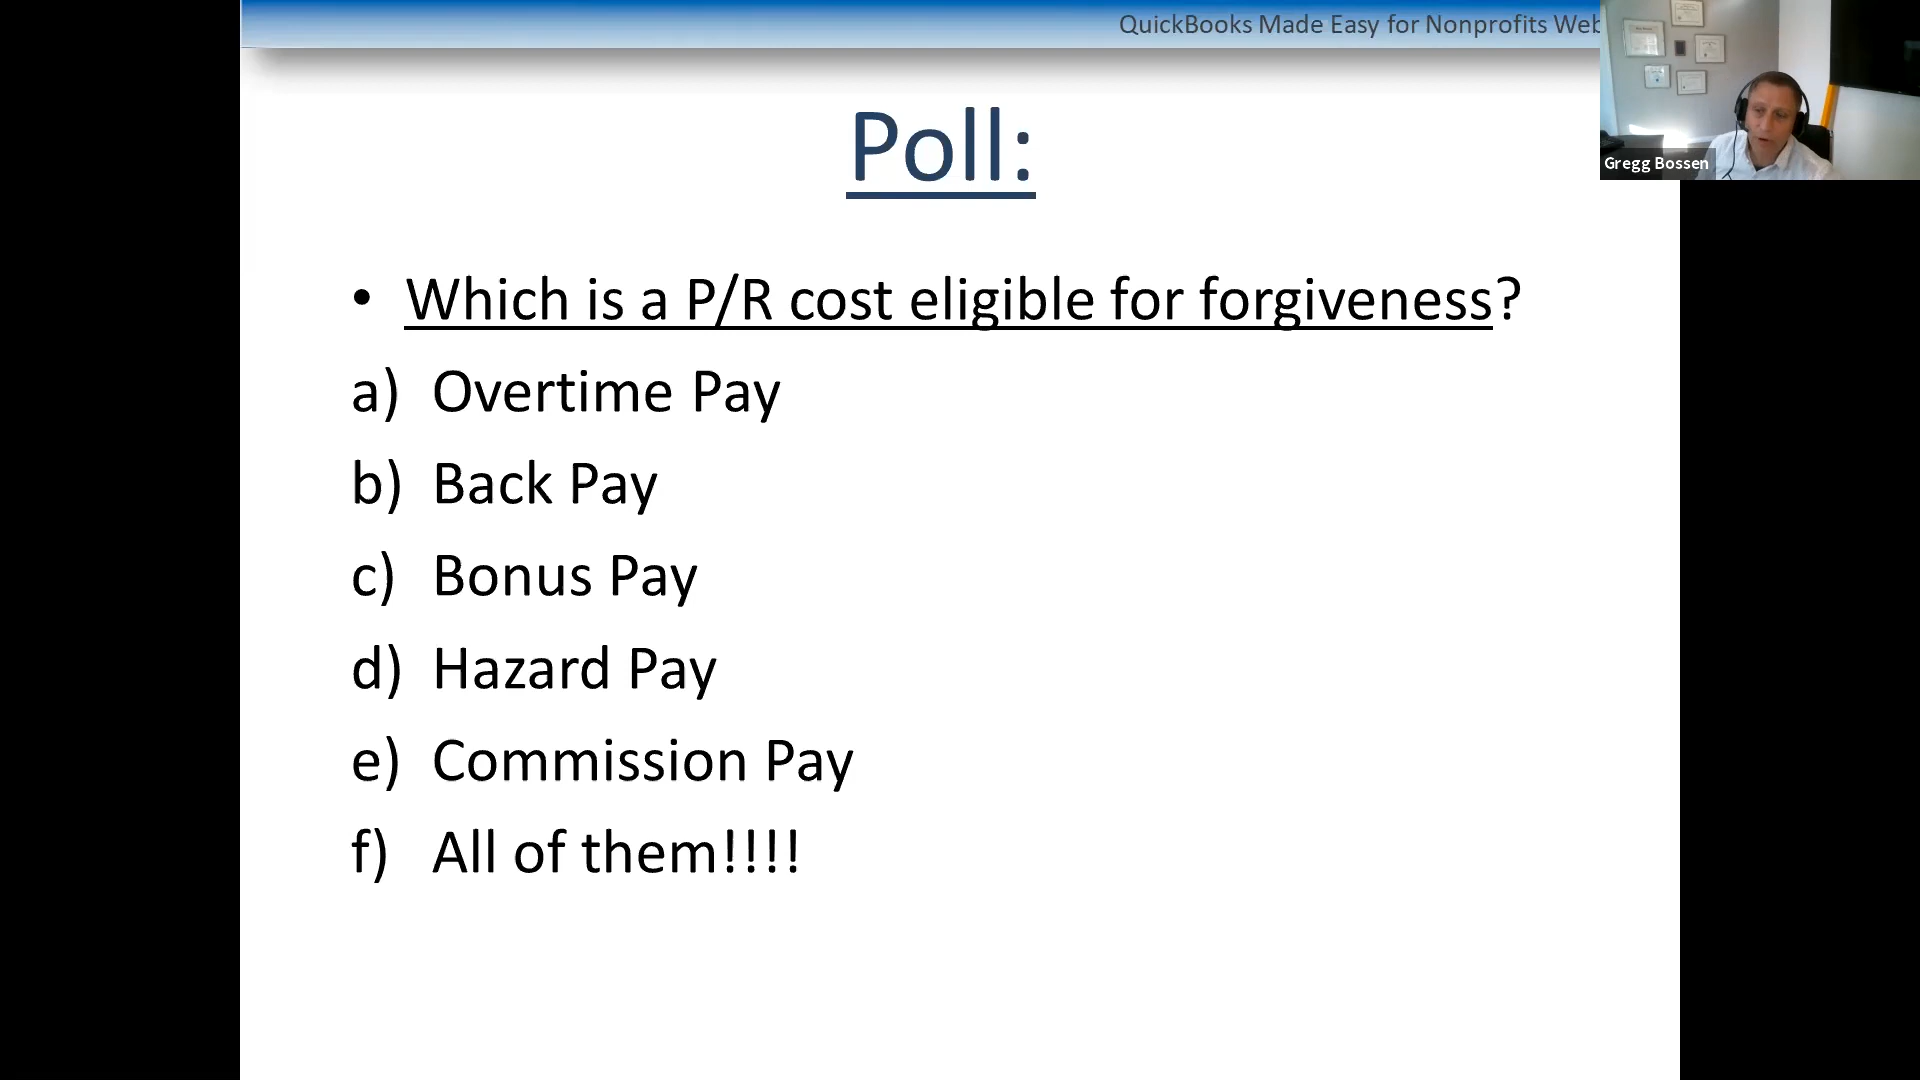 QuickBooks Made Easy for Nonprofits Web
Gregg Bossen
Poll:
• Which is a P/R cost eligible for forgiveness?
a) Overtime Pay
b) Back Pay
c) Bonus Pay
d) Hazard Pay
e) Commission Pay
f) All of them!!!!